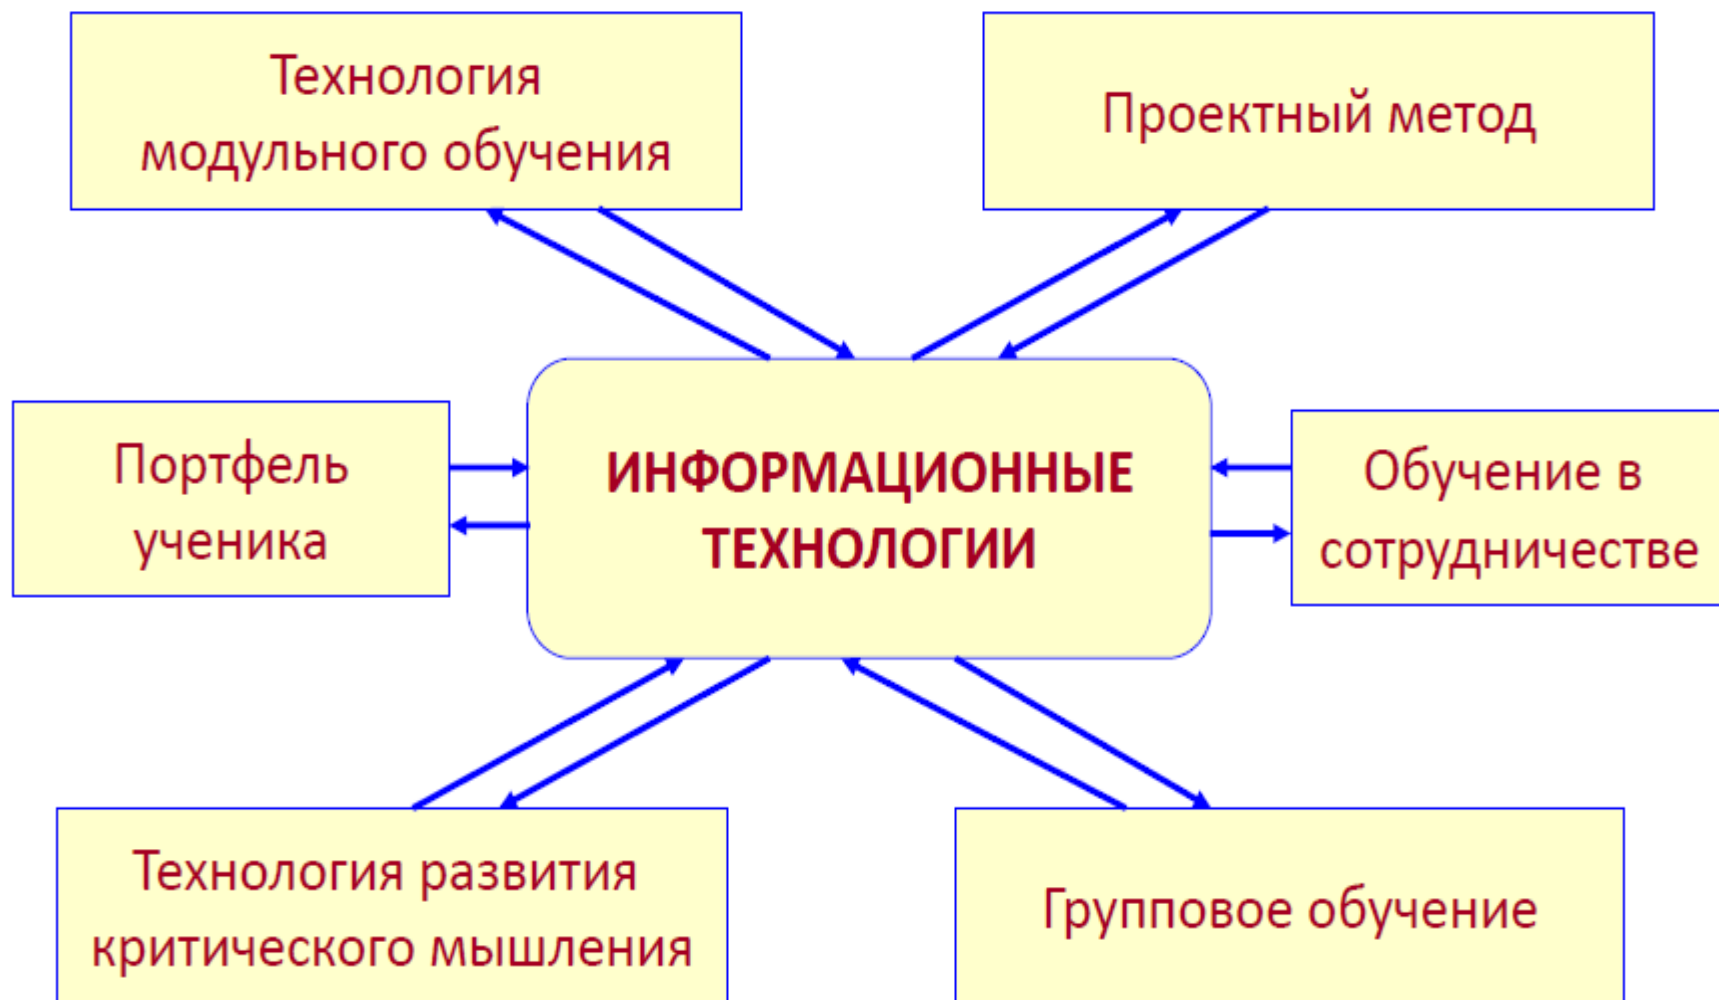 Технология
модульного обучения
Проектный метод
Портфель
ученика
ИНФОРМАЦИОННЫЕ
ТЕХНОЛОГИИ
Обучение в
сотрудничестве
Технология развития
критического мышления
Групповое обучение